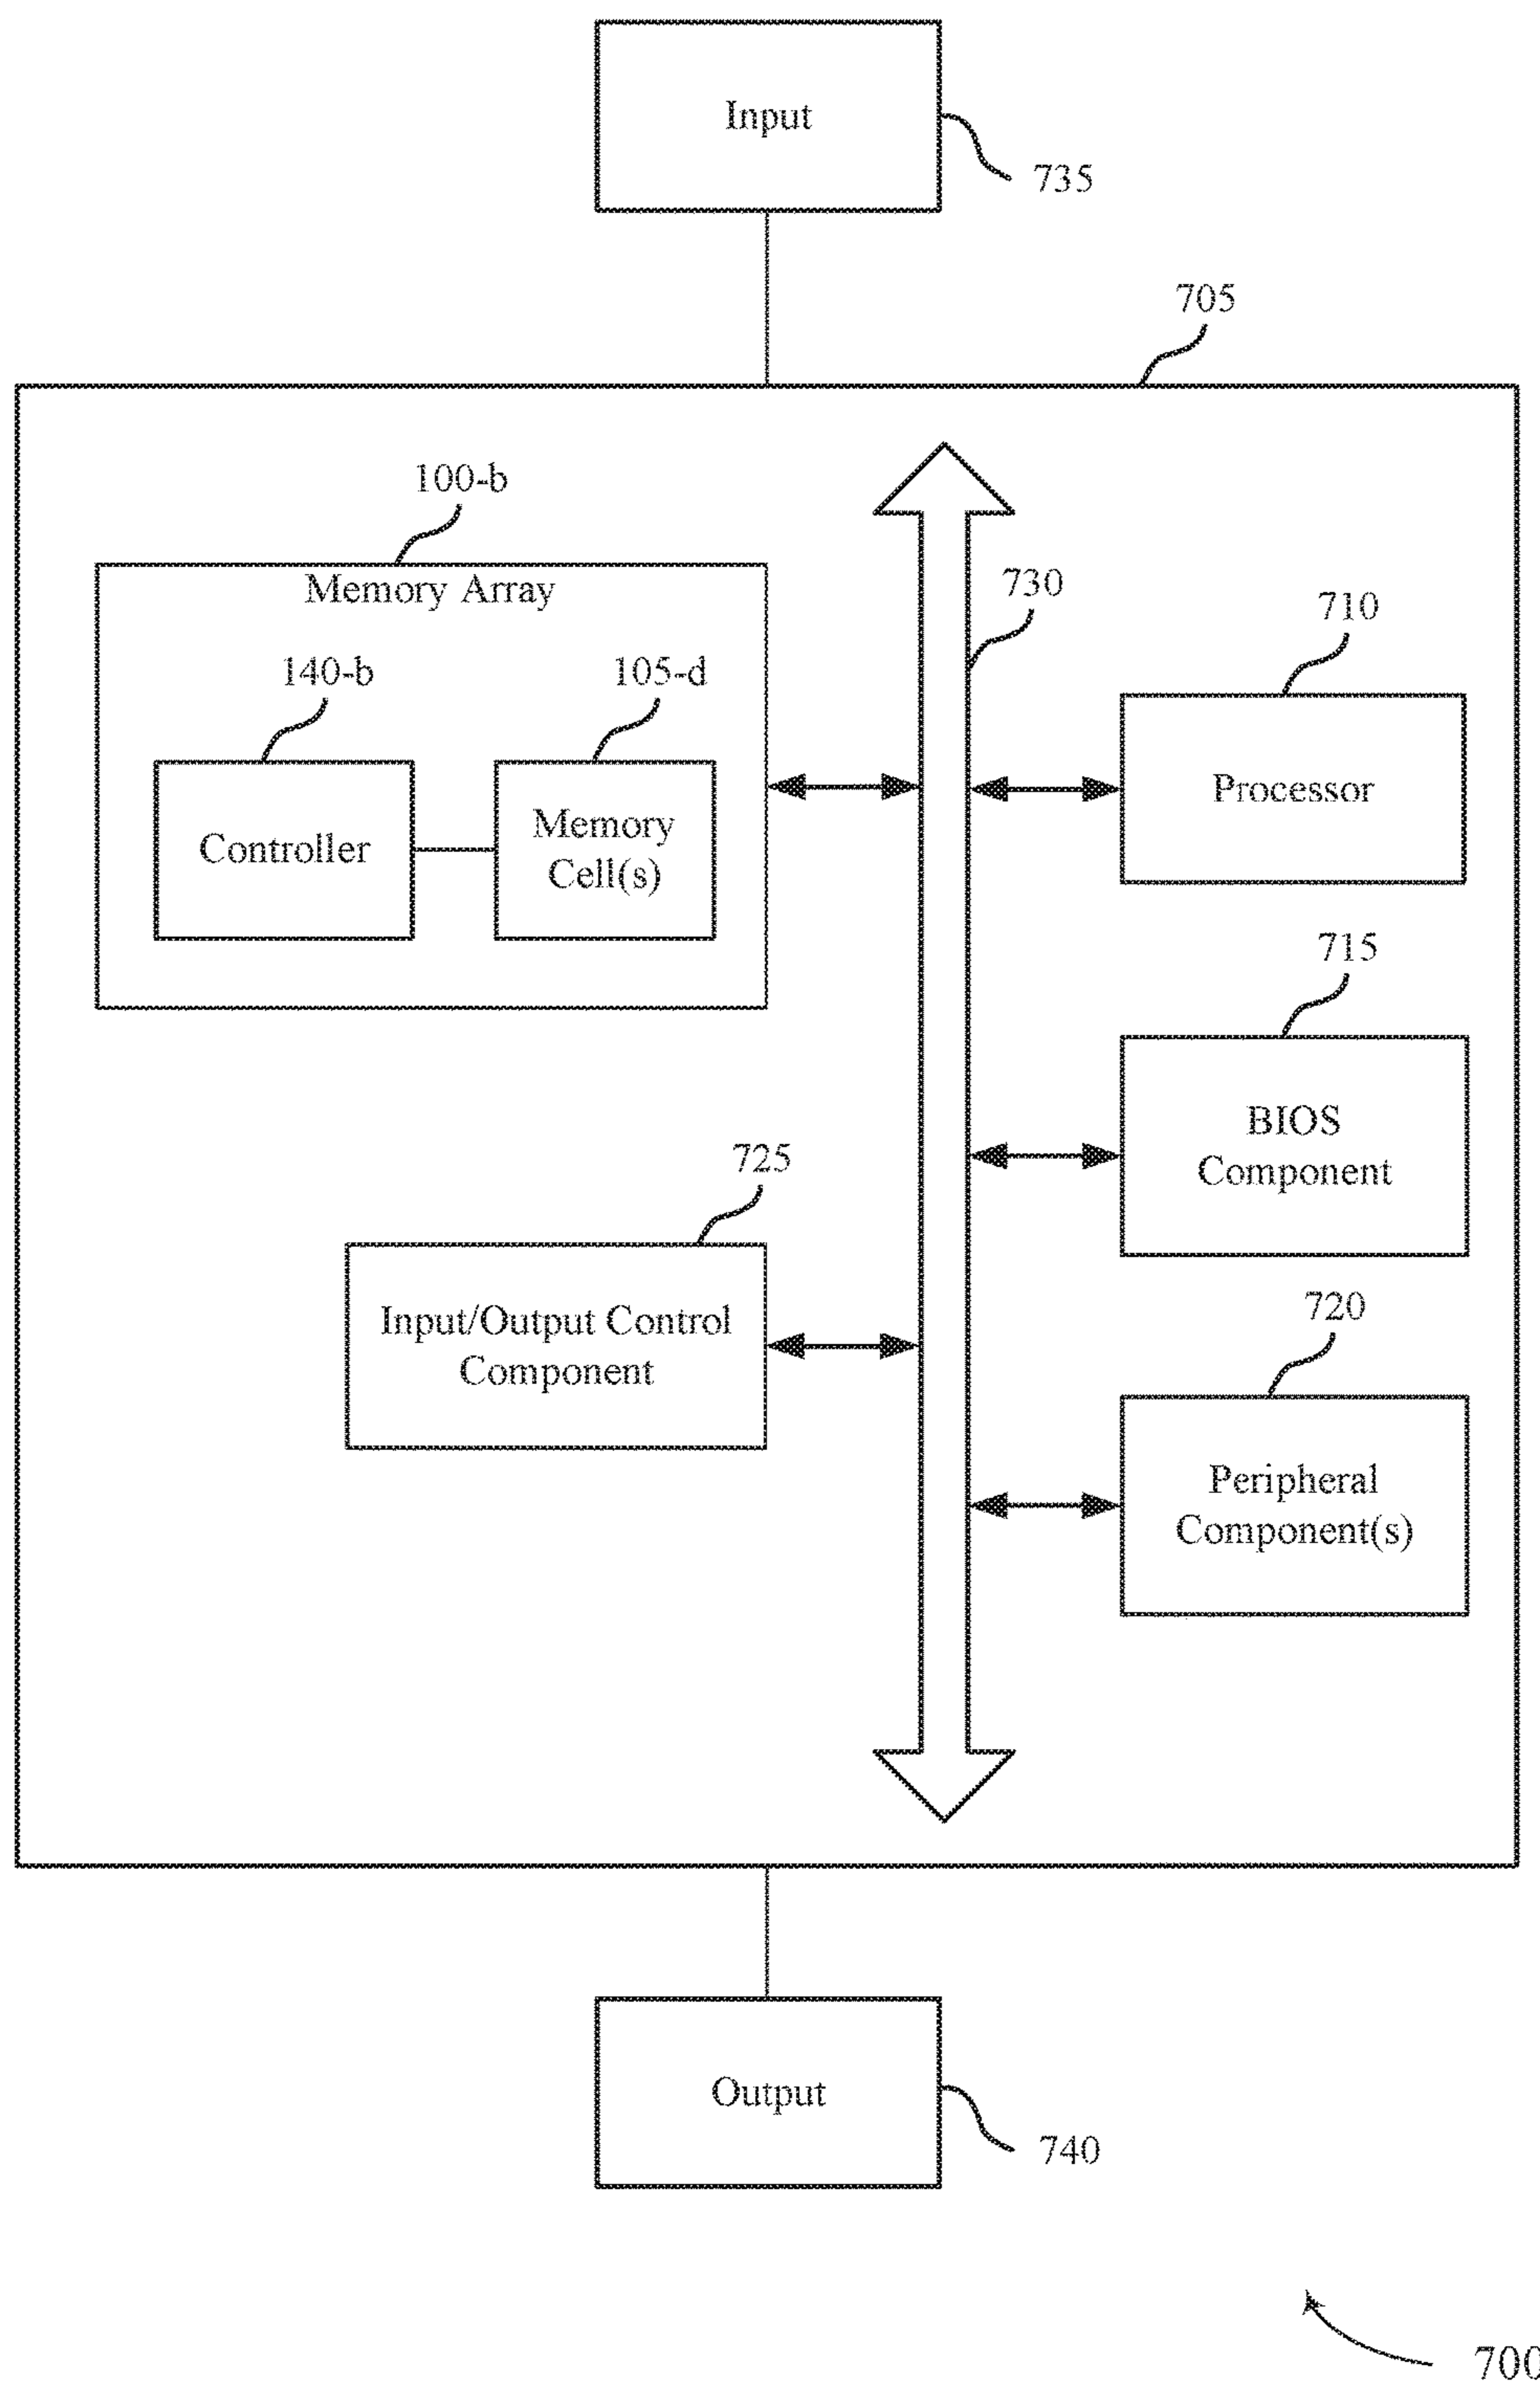 Input
735
705
100-b
Memory Array
730
710
140-b
105-d
Controller
Memory
Cell(s)
Processor
715
BIOS
Component
725
Input/Output Control
Component
720
Peripheral
Component(s)
Output
740
700